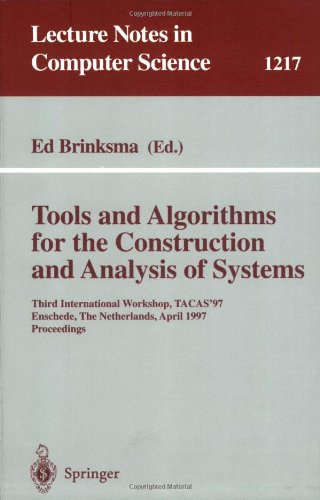 Lecture Notes in
Computer Science 1217
Ed Brinksma (Ed.)
Tools and Algorithms
for the Construction
and Analysis of Systems
Third International Workshop, TACAS'97
Enschede, The Netherlands, April 1997
Proceedings
Springer